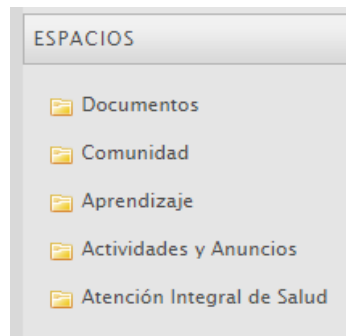 ESPACIOS
Documentos
Comunidad
Aprendizaje
Actividades y Anuncios
Atención Integral de Salud